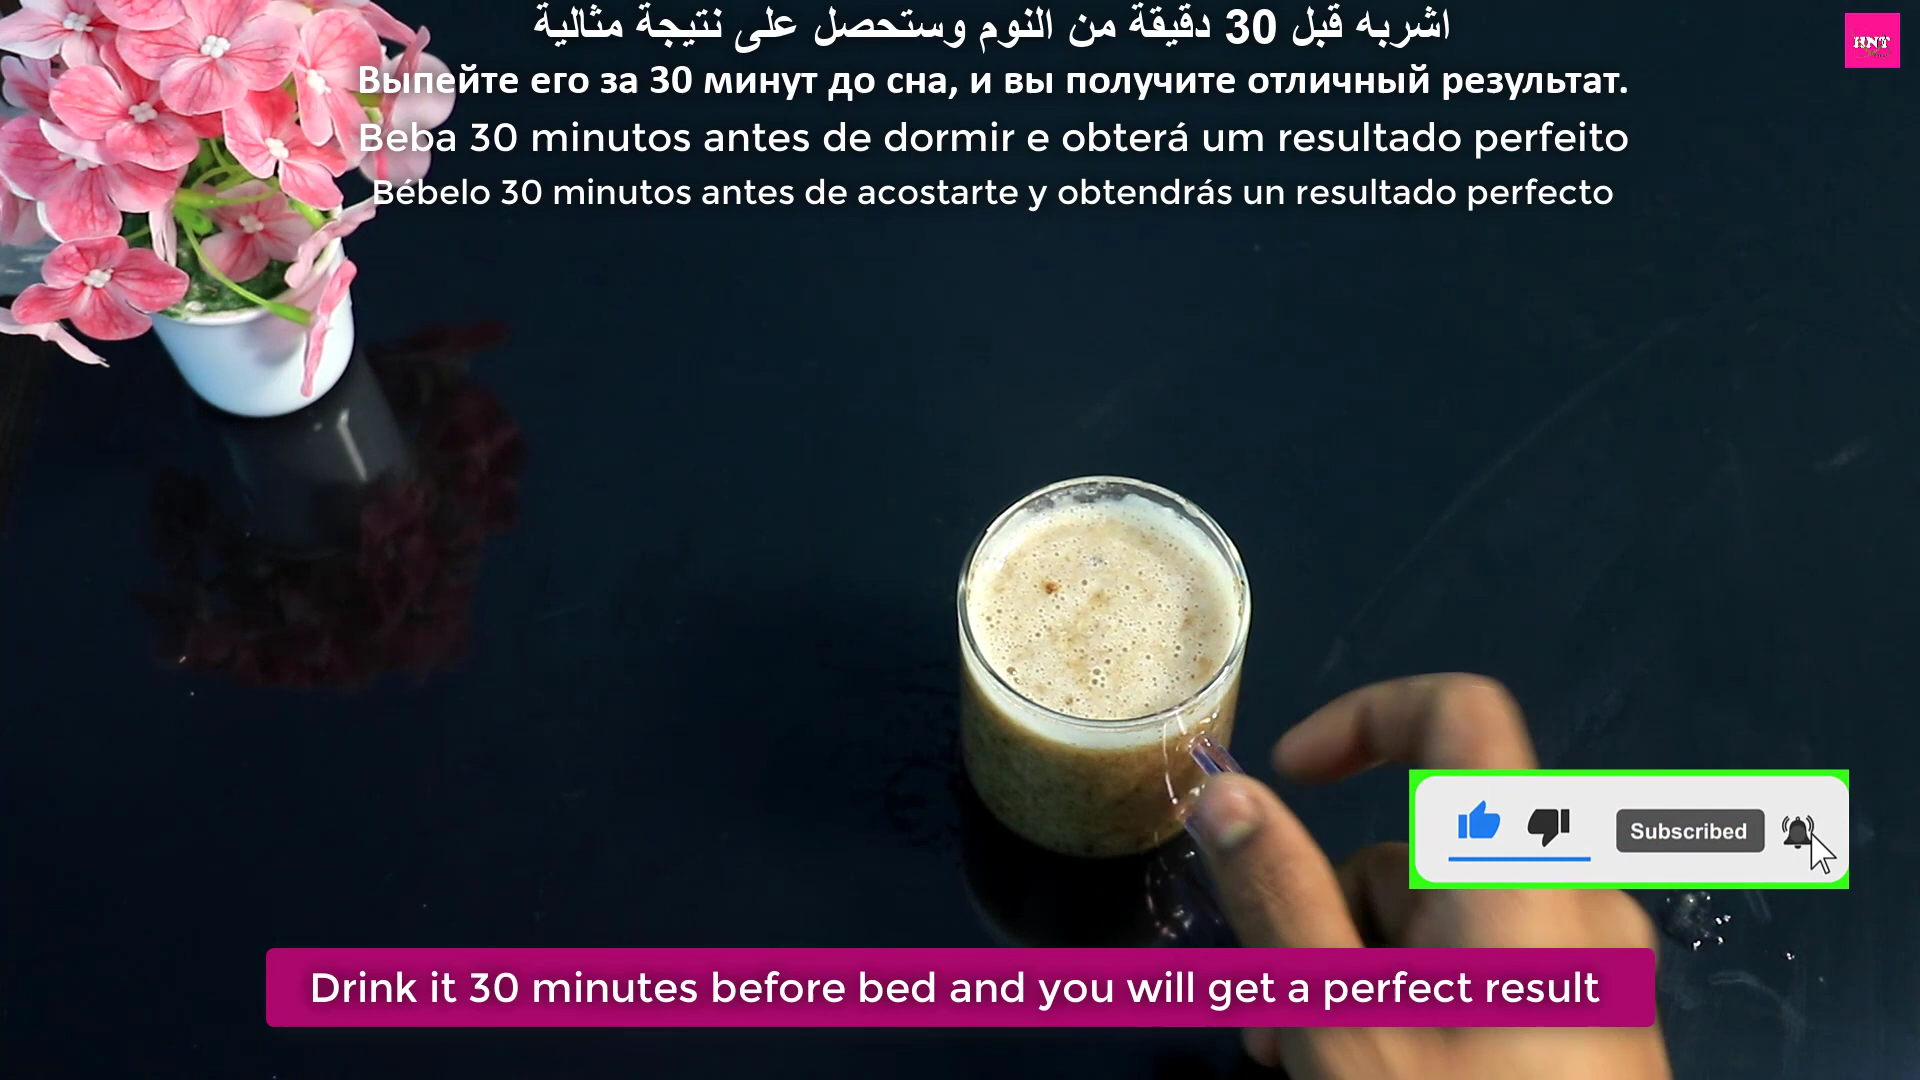 اشربه قبل 30 دقيقة من النوم وستحصل على نتيجة مثالية
HNT
Выпейте его за 30 минут до сна, и вы получите отличный результат.
Beba 30 minutos antes de dormir e obterá um resultado perfeito
Bébelo 30 minutos antes de acostarte y obtendrás un resultado perfecto
Subscribed
Drink it 30 minutes before bed and you will get a perfect result